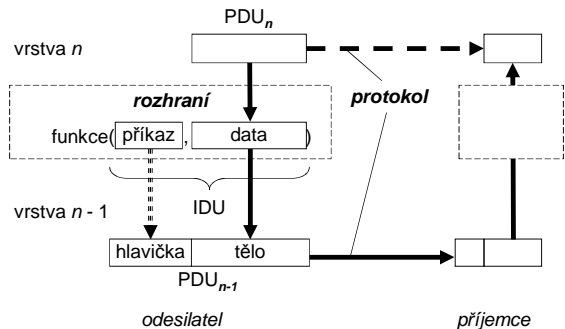 PDUn
vrstva n
rozhraní
protokol
funkce(příkaz, data)
IDU
vrstva n - 1
hlavička tělo
PDUn-1
odesilatel příjemce